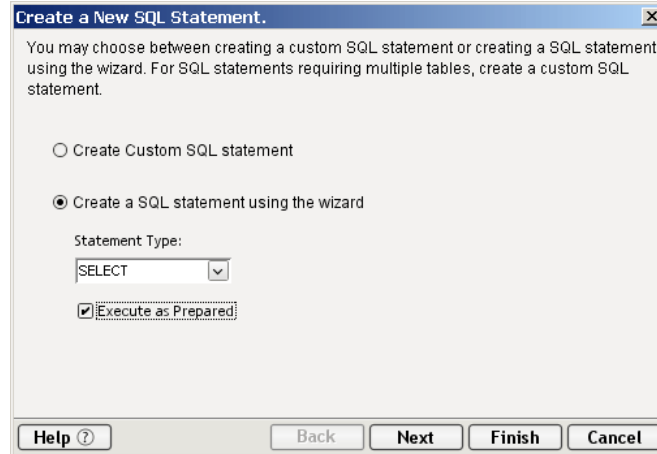 Create a New SQL Statement.
You may choose between creating a custom SQL statement or creating a SQL statement
using the wizard. For SQL statements requiring multiple tables, create a custom SQL
statement.
Create Custom SQL statement
Create a SQL statement using the wizard
Statement Type:
SELECT
Execute as Prepared
Help ? Back Next Finish Cancel